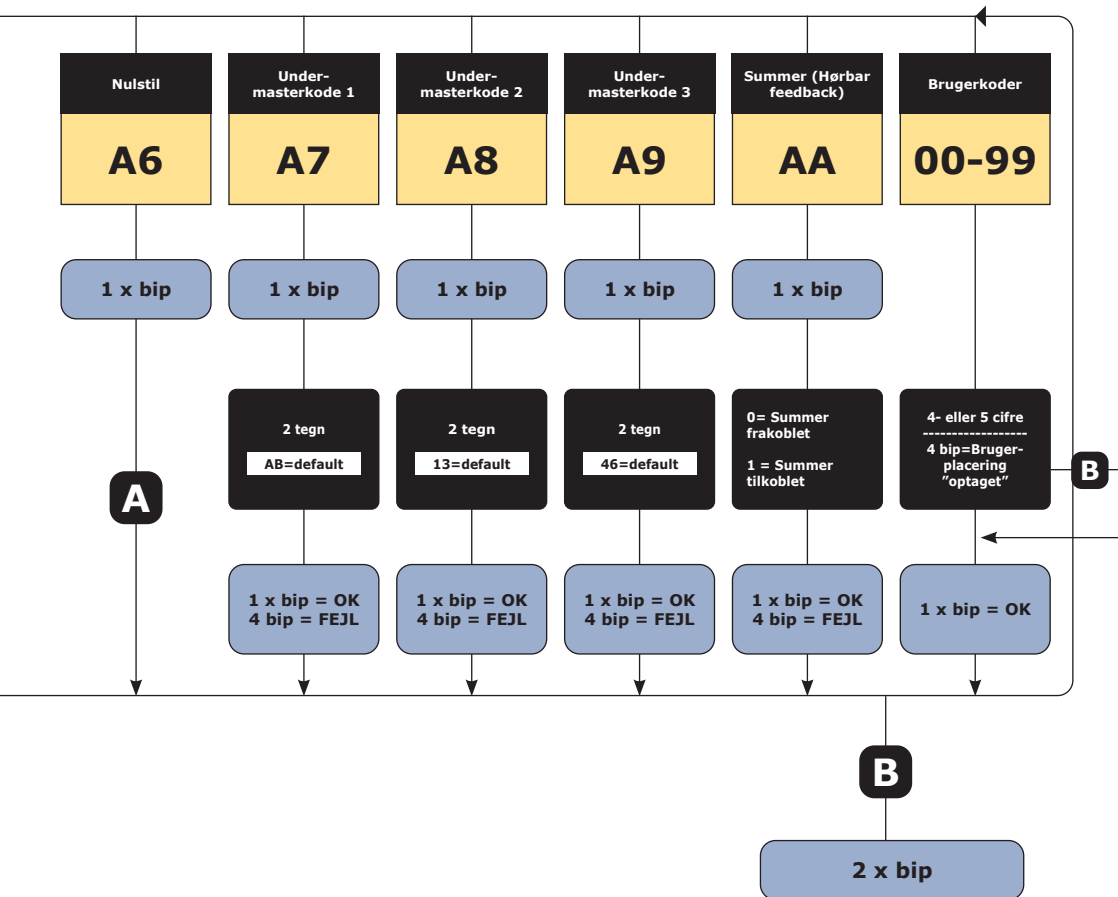 Nulstil
A6
1 x bip
A
Under-
masterkode 1
A7
1 x bip
2 tegn
AB=default
1 x bip = OK
4 bip = FEJL
Under-
masterkode 2
A8
1 x bip
2 tegn
13=default
1 x bip = OK
4 bip = FEJL
Under-
masterkode 3
A9
1 x bip
2 tegn
46=default
1 x bip = OK
4 bip = FEJL
Summer (Hørbar
feedback)
AA
1 x bip
0= Summer
frakoblet
1 = Summer
tilkoblet
1 x bip = OK
4 bip = FEJL
Brugerkoder
00-99
4- eller 5 cifre
------------------
4 bip=Bruger-
placering
”optaget”
B
1 x bip = OK
B
2 x bip